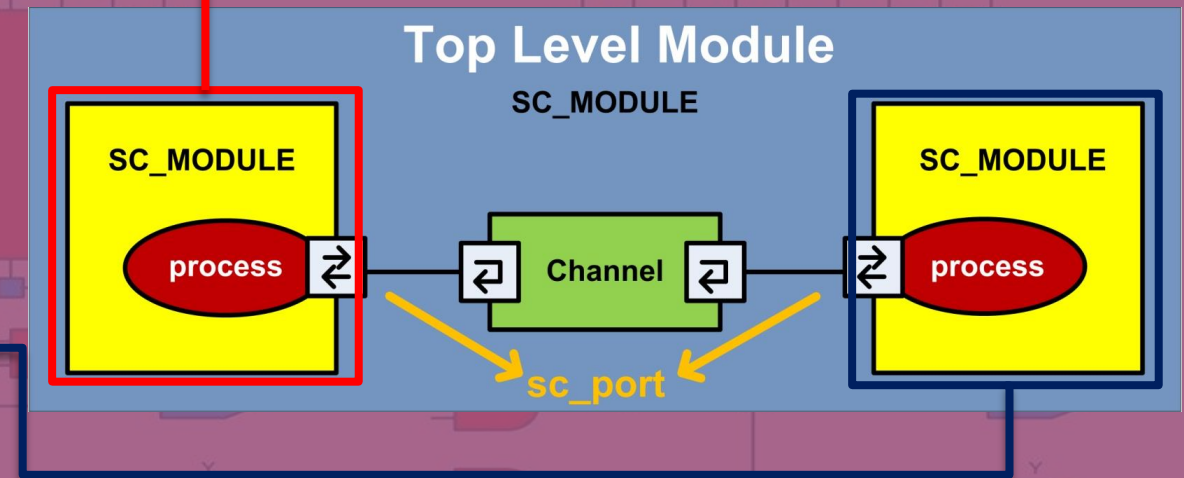 Top Level Module
SC_MODULE
SC_MODULE
SC_MODULE
process
Channel
process
sc_port
Y
Y